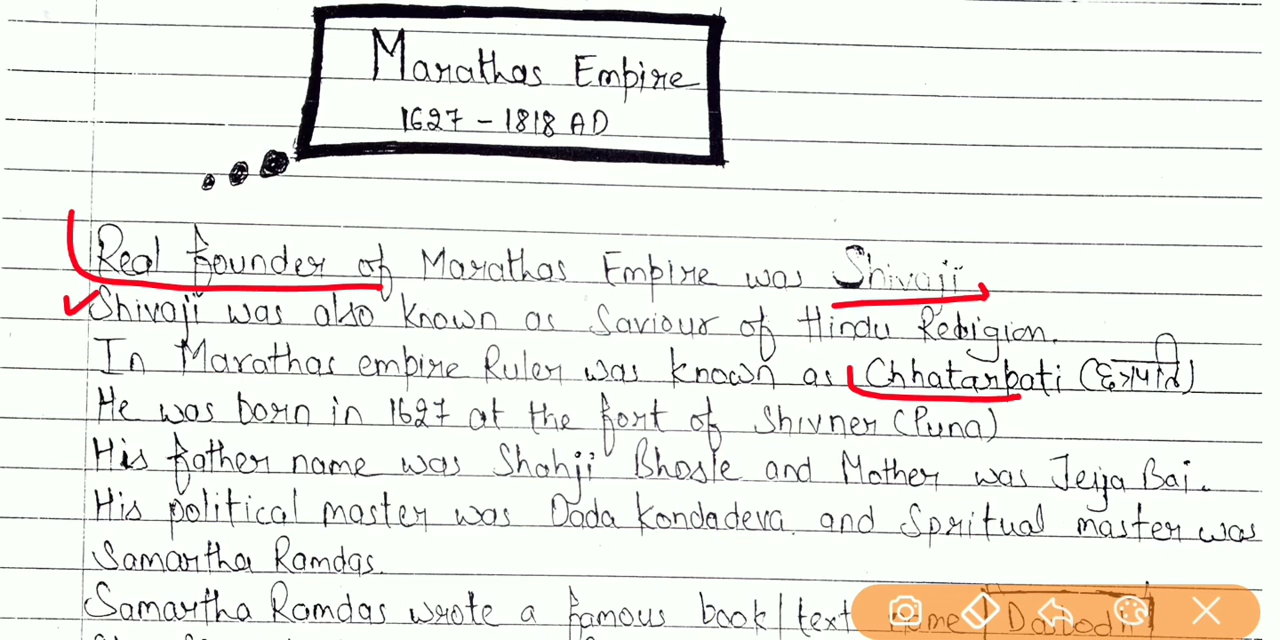 Marathas Empire
1627 - 1818 AD
Real founder of Marathas Empire was Shivaji
Shivaji was also known as Saviour of Hindu Religion.
In Marathas empire Ruler was known as Chhatarpati (छत्रपति)
He was born in 1627 at the fort of Shivner (Puna)
His father name was Shahji Bhosle and Mother was Jeija Bai.
His political master was Dada Kondadeva and Spritual master was
Samartha Ramdas.
Samartha Ramdas wrote a famous book/text